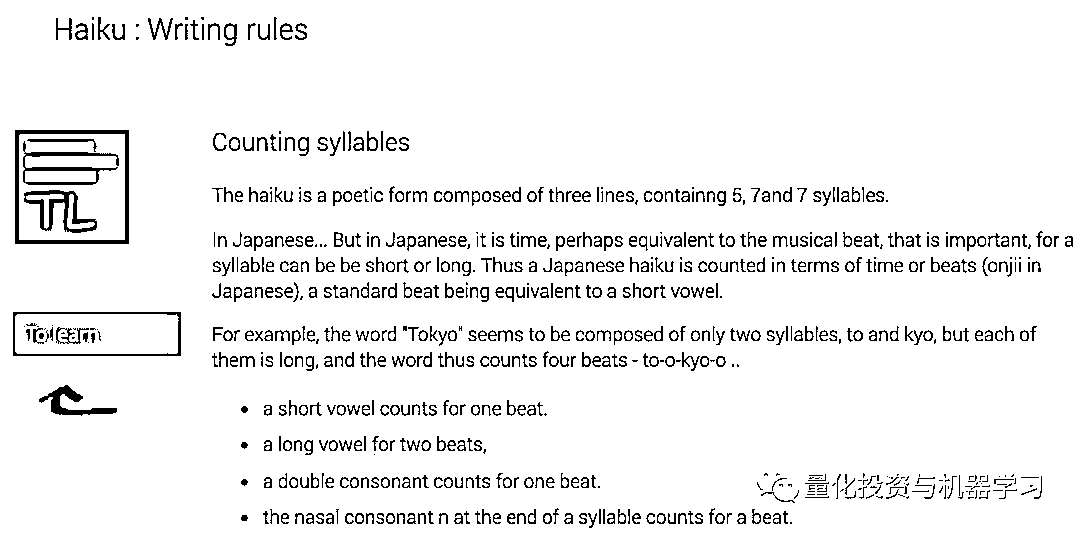 Haiku : Writing rules
TL
Counting syllables
The haiku is a poetic form composed of three lines, containng 5, 7and 7 syllables.
In Japanese... But in Japanese, it is time, perhaps equivalent to the musical beat, that is important, for a
syllable can be be short or long. Thus a Japanese haiku is counted in terms of time or beats (onjii in
Japanese), a standard beat being equivalent to a short vowel.
To learn
For example, the word "Tokyo" seems to be composed of only two syllables, to and kyo, but each of
them is long, and the word thus counts four beats - to-o-kyo-o ..
• a short vowel counts for one beat.
• a long vowel for two beats,
• a double consonant counts for one beat.
• the nasal consonant n at the end of a syllable counts for a beat.
量化投资与机器学习